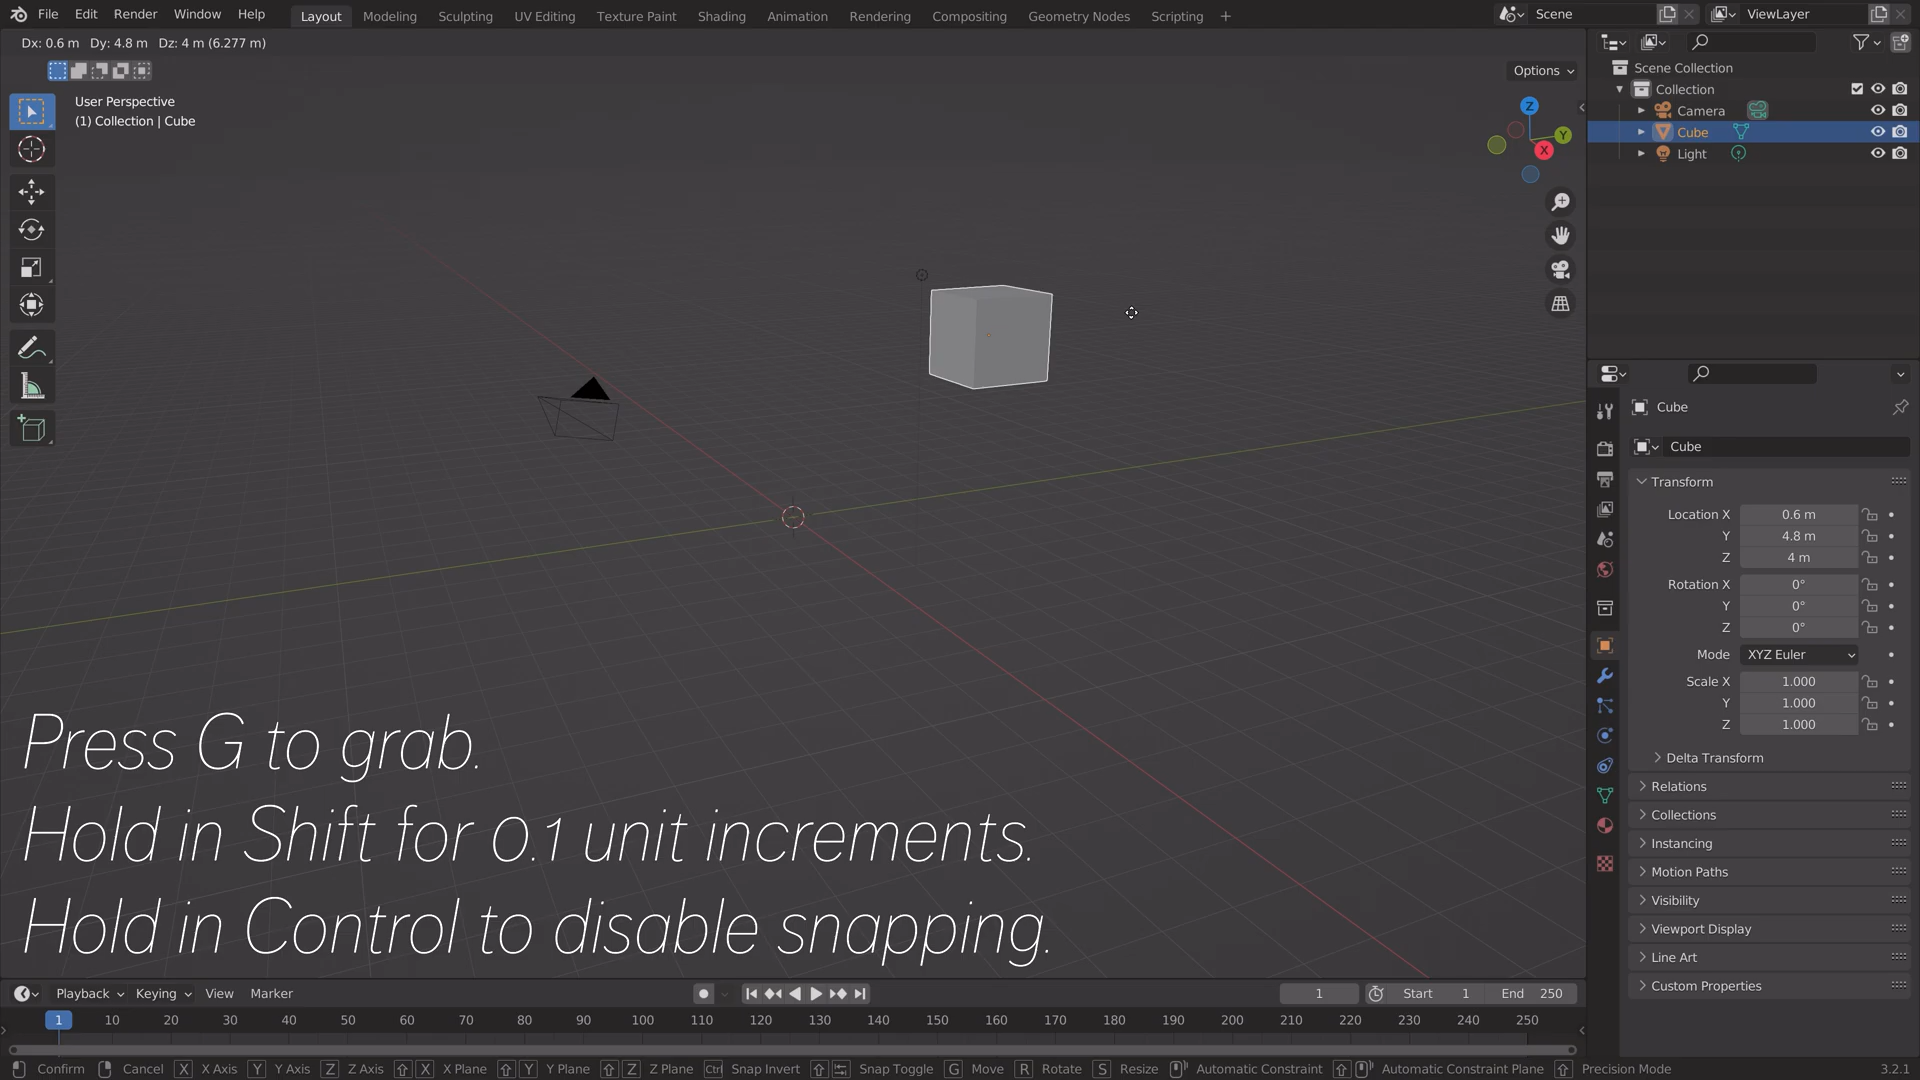 File Edit Render Window Help Layout Modeling Sculpting UV Editing Texture Paint Shading Animation Rendering Compositing Geometry Nodes Scripting + Scene ViewLayer
Dx: 0.6 m Dy: 4.8 m Dz: 4 m (6.277 m)
Options
User Perspective
(1) Collection | Cube
Z
Y
X
Scene Collection
Collection
Camera
Cube
Light
Cube
Cube
Transform
Location X 0.6 m
Y 4.8 m
Z 4 m
Rotation X 0°
Y 0°
Z 0°
Mode XYZ Euler
Scale X 1.000
Y 1.000
Z 1.000
Delta Transform
Relations
Collections
Instancing
Motion Paths
Visibility
Viewport Display
Line Art
Custom Properties
Press G to grab.
Hold in Shift for 0.1 unit increments.
Hold in Control to disable snapping.
Playback Keying View Marker 1 Start 1 End 250
1 10 20 30 40 50 60 70 80 90 100 110 120 130 140 150 160 170 180 190 200 210 220 230 240 250
Confirm Cancel X X Axis Y Y Axis Z Z Axis X X Plane Y Y Plane Z Z Plane Ctrl Snap Invert Snap Toggle G Move R Rotate S Resize Automatic Constraint Automatic Constraint Plane Precision Mode 3.2.1